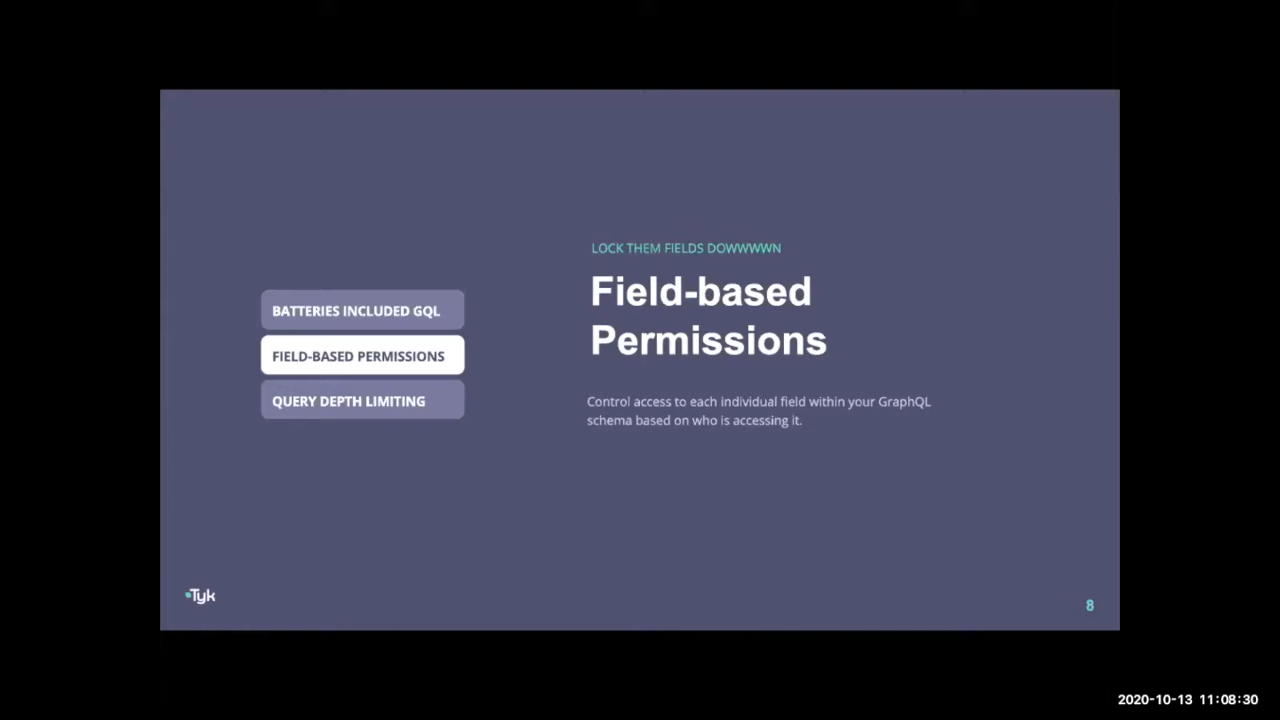 BATTERIES INCLUDED GQL
FIELD-BASED PERMISSIONS
QUERY DEPTH LIMITING
LOCK THEM FIELDS DOWWWWN
Field-based
Permissions
Control access to each individual field within your GraphQL
schema based on who is accessing it.
Tyk
8
2020-10-13 11:08:30